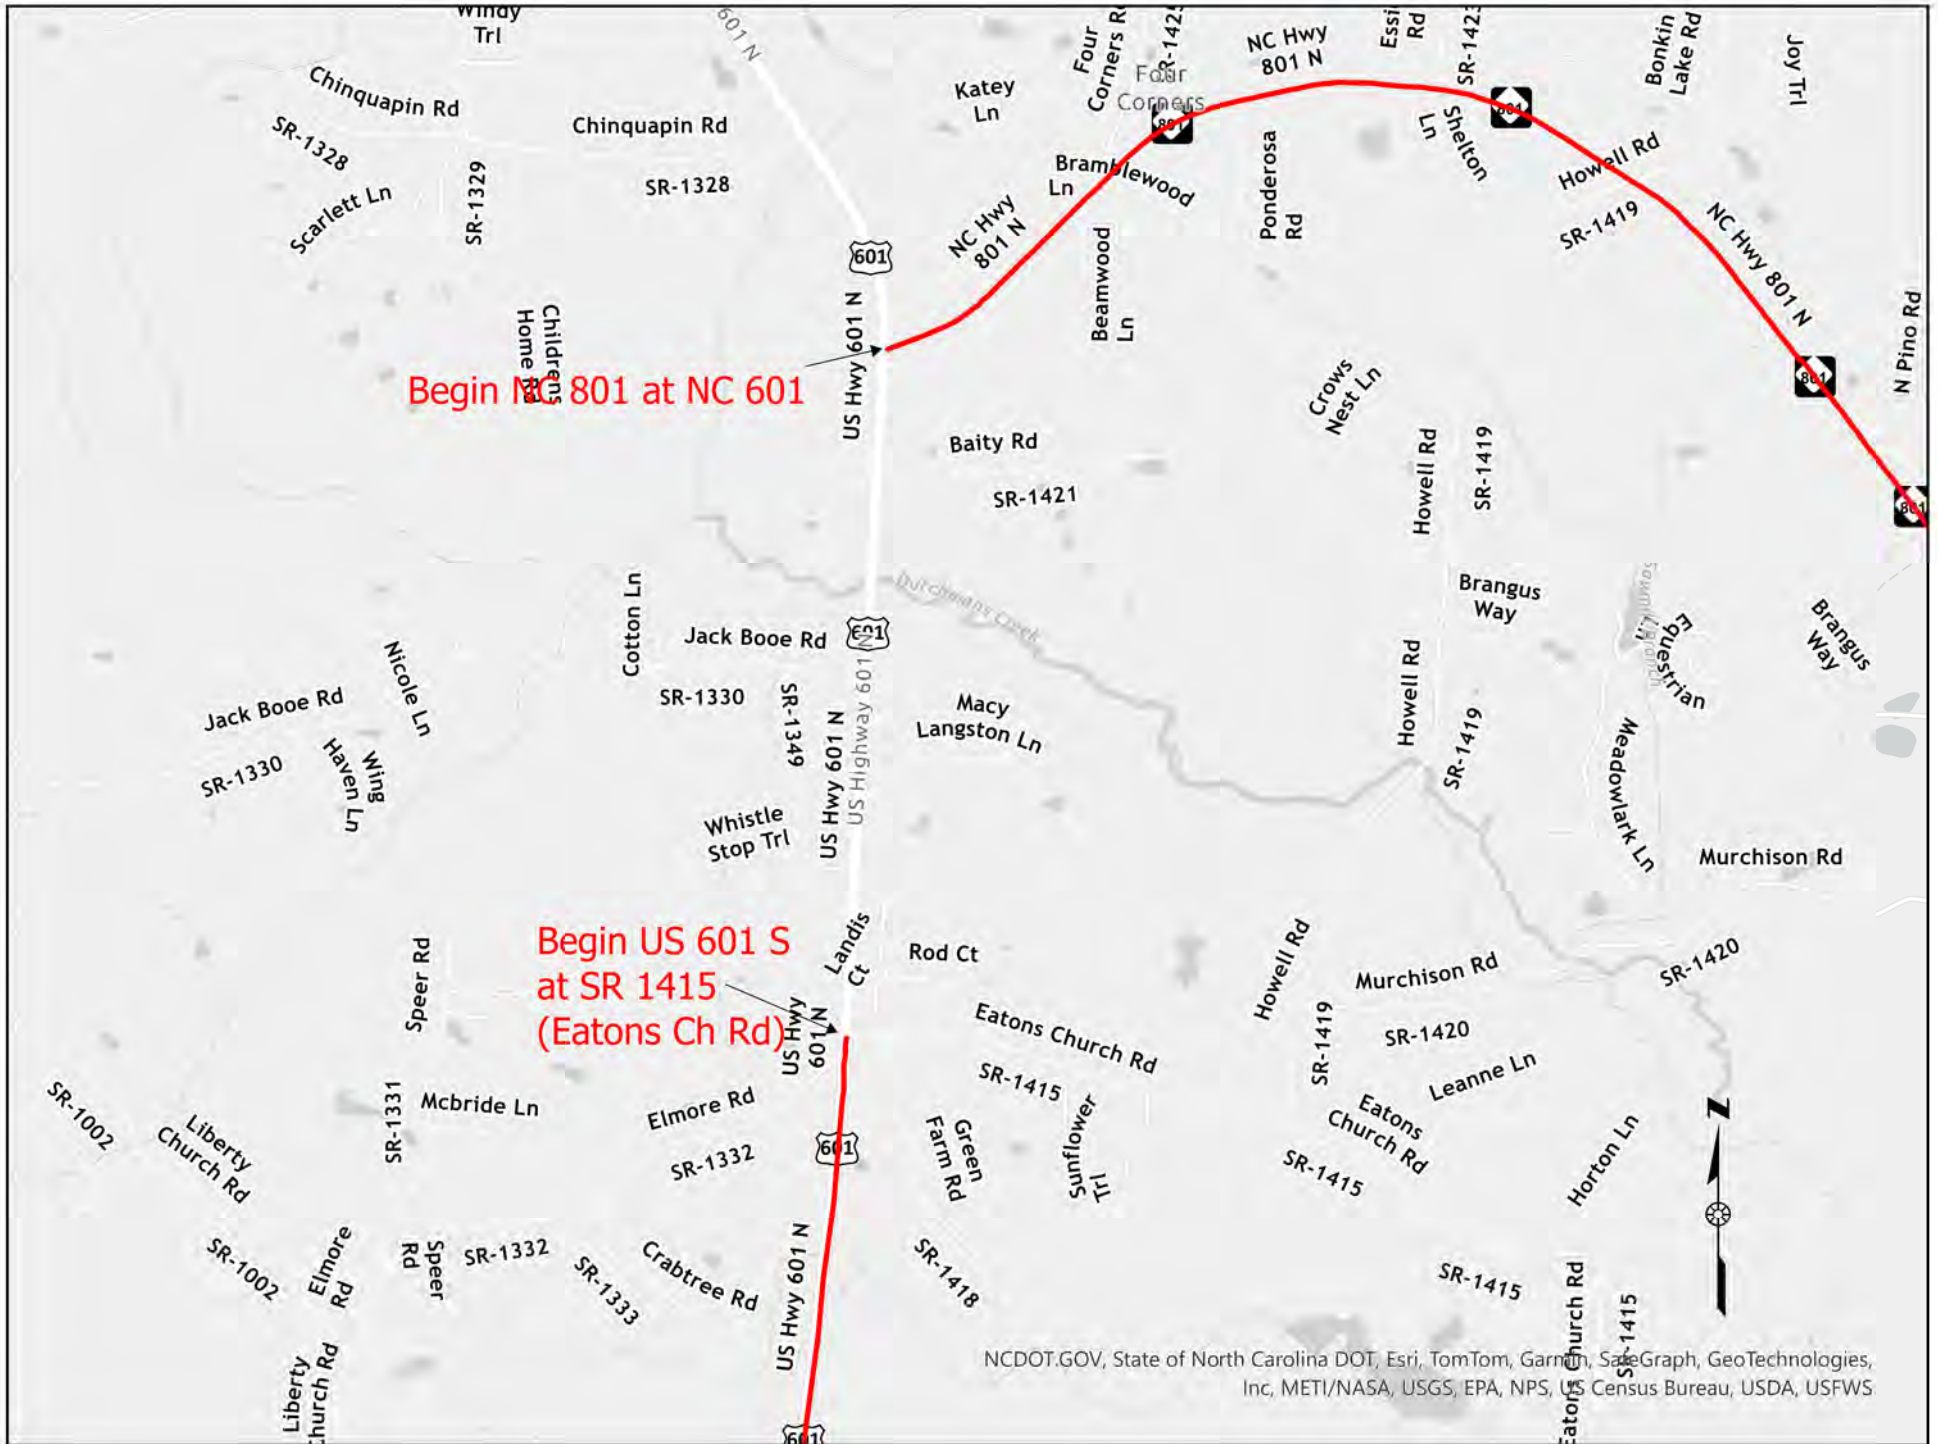 Windy
Trl
601 N
Four
Corners Rd
SR-1425
NC Hwy
801 N
Rd
SR-1423
Bonkin
Lake Rd
Joy Trl
Chinquapin Rd
SR-1328
Chinquapin Rd
SR-1328
Katey
Ln
Four
Corners
801
801
Shelton
Ln
Howell Rd
SR-1419
Scarlett Ln
SR-1329
Bramblewood
Ln
Ponderosa
Rd
NC Hwy
801 N
NC Hwy 801 N
601
Beamwood
Ln
N Pino Rd
Childrens
Home Rd
US Hwy 601 N
Begin NC 801 at NC 601
Crows
Nest Ln
801
Baity Rd
SR-1421
Howell Rd
SR-1419
801
Dutchmans Creek
Cotton Ln
Jack Booe Rd
601
SR-1330
SR-1349
US Hwy 601 N
US Highway 601 N
Brangus
Way
Equestrian
Brangus
Way
Nicole Ln
Jack Booe Rd
SR-1330
Wing
Haven Ln
Macy
Langston Ln
Howell Rd
SR-1419
Meadowlark Ln
Whistle
Stop Trl
Murchison Rd
Begin US 601 S
at SR 1415
(Eatons Ch Rd)
Landis
Ct
Rod Ct
Speer Rd
US Hwy
601 N
Eatons Church Rd
SR-1415
Howell Rd
SR-1419
Murchison Rd
SR-1420
SR-1420
Leanne Ln
SR-1002
Liberty
Church Rd
SR-1331
Mcbride Ln
Elmore Rd
SR-1332
601
Green
Farm Rd
Sunflower
Trl
Eatons
Church Rd
SR-1415
Horton Ln
N
SR-1002
Elmore
Rd
Speer
Rd
SR-1332
SR-1333
Crabtree Rd
US Hwy 601 N
SR-1418
SR-1415
Eatons Church Rd
SR-1415
Liberty
Church Rd
601
NCDOT.GOV, State of North Carolina DOT, Esri, TomTom, Garmin, SafeGraph, GeoTechnologies,
Inc, METI/NASA, USGS, EPA, NPS, US Census Bureau, USDA, USFWS